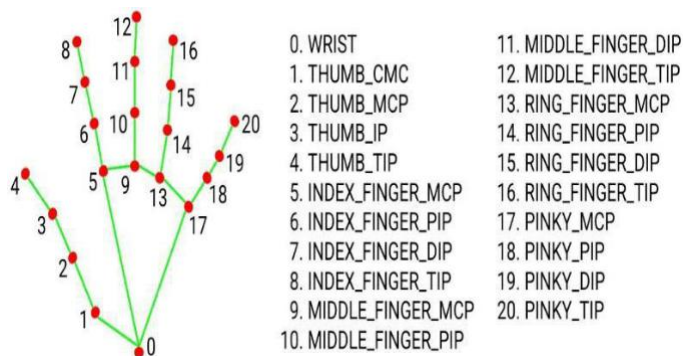 12
8
16
11
7
15
20
6
10
14
19
4
5
9
13
18
3
17
2
1
0
0. WRIST
1. THUMB_CMC
2. THUMB_MCP
3. THUMB_IP
4. THUMB_TIP
5. INDEX_FINGER_MCP
6. INDEX_FINGER_PIP
7. INDEX_FINGER_DIP
8. INDEX_FINGER_TIP
9. MIDDLE_FINGER_MCP
10. MIDDLE_FINGER_PIP
11. MIDDLE_FINGER_DIP
12. MIDDLE_FINGER_TIP
13. RING_FINGER_MCP
14. RING_FINGER_PIP
15. RING_FINGER_DIP
16. RING_FINGER_TIP
17. PINKY_MCP
18. PINKY_PIP
19. PINKY_DIP
20. PINKY_TIP